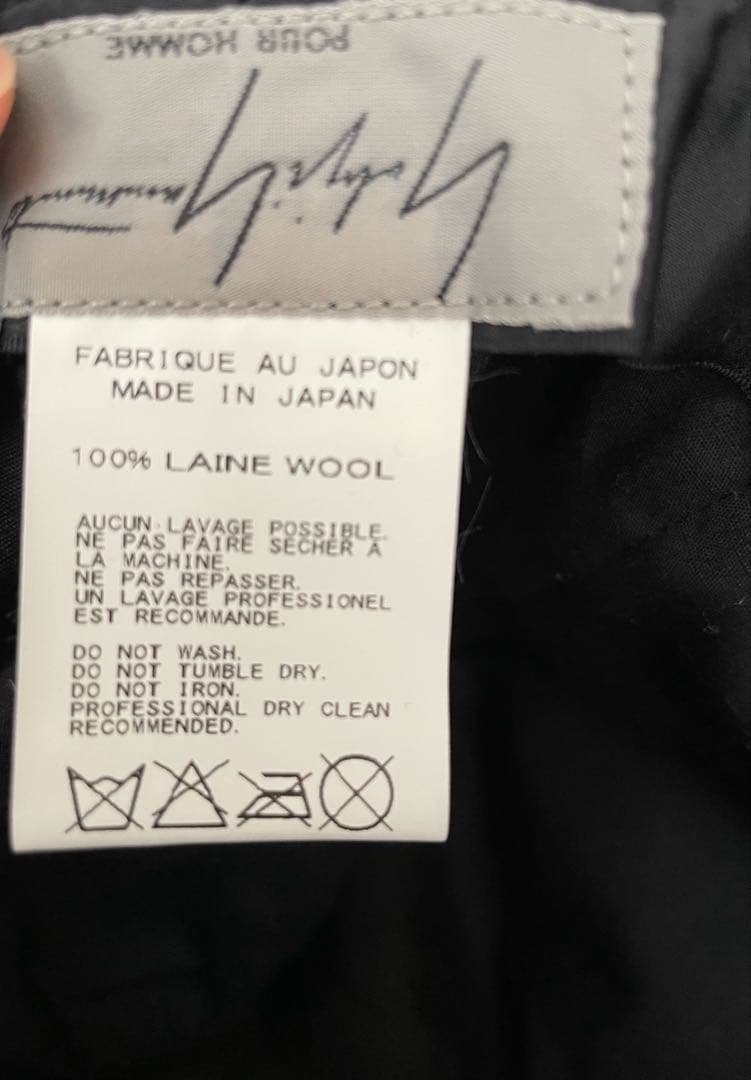 POUR HOMME
Yohji Yamamoto
FABRIQUE AU JAPON
MADE IN JAPAN
100% LAINE WOOL
AUCUN LAVAGE POSSIBLE.
NE PAS FAIRE SECHER A
LA MACHINE.
NE PAS REPASSER.
UN LAVAGE PROFESSIONEL
EST RECOMMANDE.
DO NOT WASH.
DO NOT TUMBLE DRY.
DO NOT IRON.
PROFESSIONAL DRY CLEAN
RECOMMENDED.